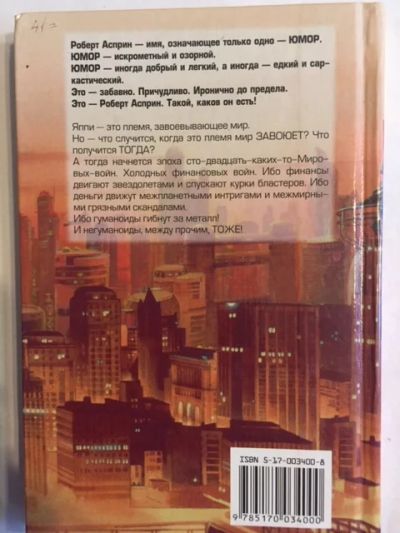 Роберт Асприн — имя, означающее только одно — ЮМОР.
ЮМОР — искрометный и озорной.
ЮМОР — иногда добрый и легкий, а иногда — едкий и сар-
кастический.
Это — забавно. Причудливо. Иронично до предела.
Это — Роберт Асприн. Такой, каков он есть!
Яппи — это племя, завоевывающее мир.
Но — что случится, когда это племя мир ЗАВОЮЕТ? Что
получится ТОГДА?
А тогда начнется эпоха сто-двадцать-каких-то-Миро-
вых-войн. Холодных финансовых войн. Ибо финансы
двигают звездолетами и спускают курки бластеров. Ибо
деньги движут межпланетными интригами и межмирны-
ми грязными скандалами.
Ибо гуманоиды гибнут за металл!
И негуманоиды, между прочим, ТОЖЕ!
ISBN 5-17-003400-8
9 785170 034000